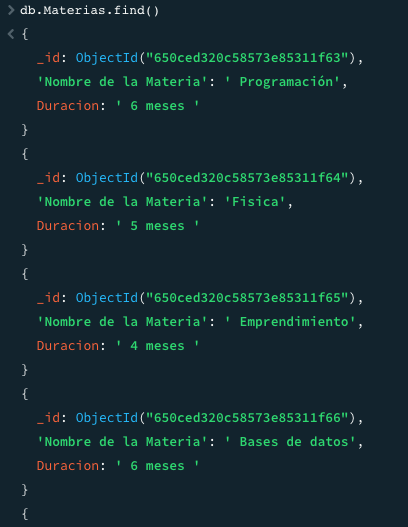 > db.Materias.find()
< {
_id: ObjectId("650ced320c58573e85311f63"),
'Nombre de la Materia': ' Programación',
Duracion: ' 6 meses '
}
{
_id: ObjectId("650ced320c58573e85311f64"),
'Nombre de la Materia': 'Fisica',
Duracion: ' 5 meses '
}
{
_id: ObjectId("650ced320c58573e85311f65"),
'Nombre de la Materia': ' Emprendimiento',
Duracion: ' 4 meses '
}
{
_id: ObjectId("650ced320c58573e85311f66"),
'Nombre de la Materia': ' Bases de datos',
Duracion: ' 6 meses '
}
{